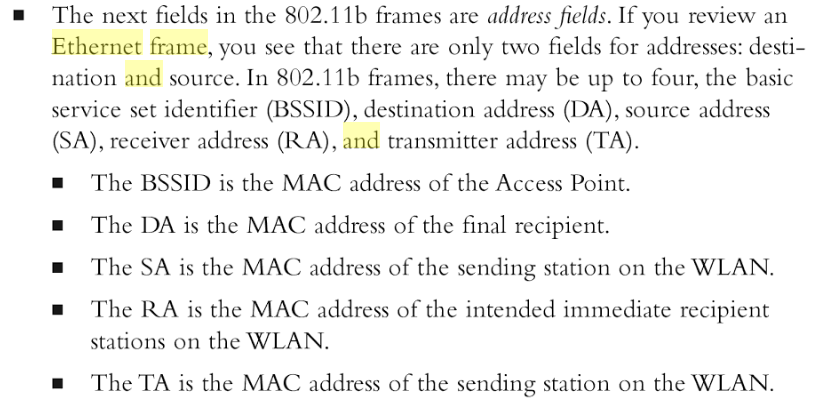 ■ The next fields in the 802.11b frames are address fields. If you review an
Ethernet frame, you see that there are only two fields for addresses: desti-
nation and source. In 802.11b frames, there may be up to four, the basic
service set identifier (BSSID), destination address (DA), source address
(SA), receiver address (RA), and transmitter address (TA).
■ The BSSID is the MAC address of the Access Point.
■ The DA is the MAC address of the final recipient.
■ The SA is the MAC address of the sending station on the WLAN.
■ The RA is the MAC address of the intended immediate recipient
stations on the WLAN.
■ The TA is the MAC address of the sending station on the WLAN.